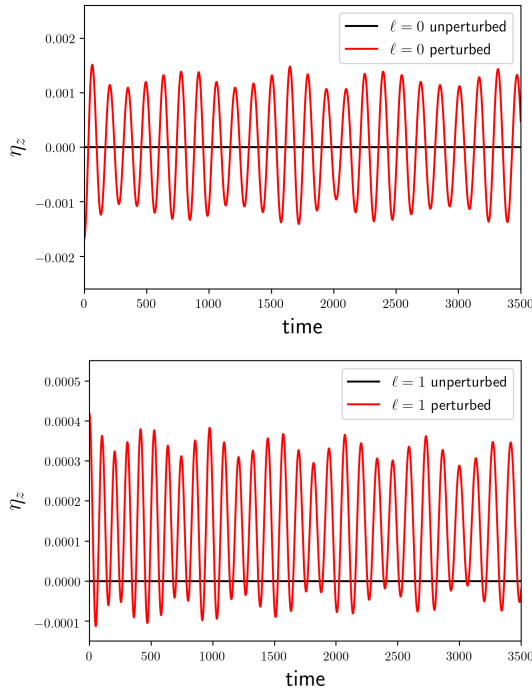 0.002
0.001
0.000
−0.001
−0.002
η_z
ℓ = 0 unperturbed
ℓ = 0 perturbed
0 500 1000 1500 2000 2500 3000 3500
time
0.0005
0.0004
0.0003
0.0002
0.0001
0.0000
−0.0001
η_z
ℓ = 1 unperturbed
ℓ = 1 perturbed
0 500 1000 1500 2000 2500 3000 3500
time